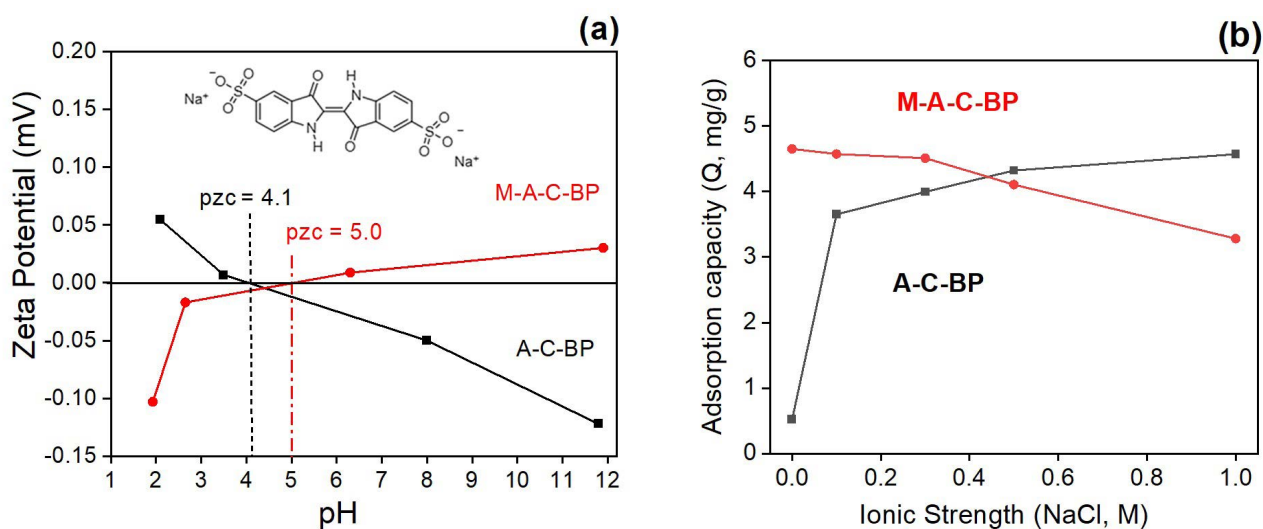 (a)
Zeta Potential (mV)
0.20
0.15
0.10
0.05
0.00
-0.05
-0.10
-0.15
O
H
N
O
O
S
O
−
Na⁺
N
H
O
O
S
O
O
−
Na⁺
pzc = 4.1
M-A-C-BP
pzc = 5.0
A-C-BP
1 2 3 4 5 6 7 8 9 10 11 12
pH
(b)
Adsorption capacity (Q, mg/g)
6
5
4
3
2
1
0
M-A-C-BP
A-C-BP
0.0 0.2 0.4 0.6 0.8 1.0
Ionic Strength (NaCl, M)